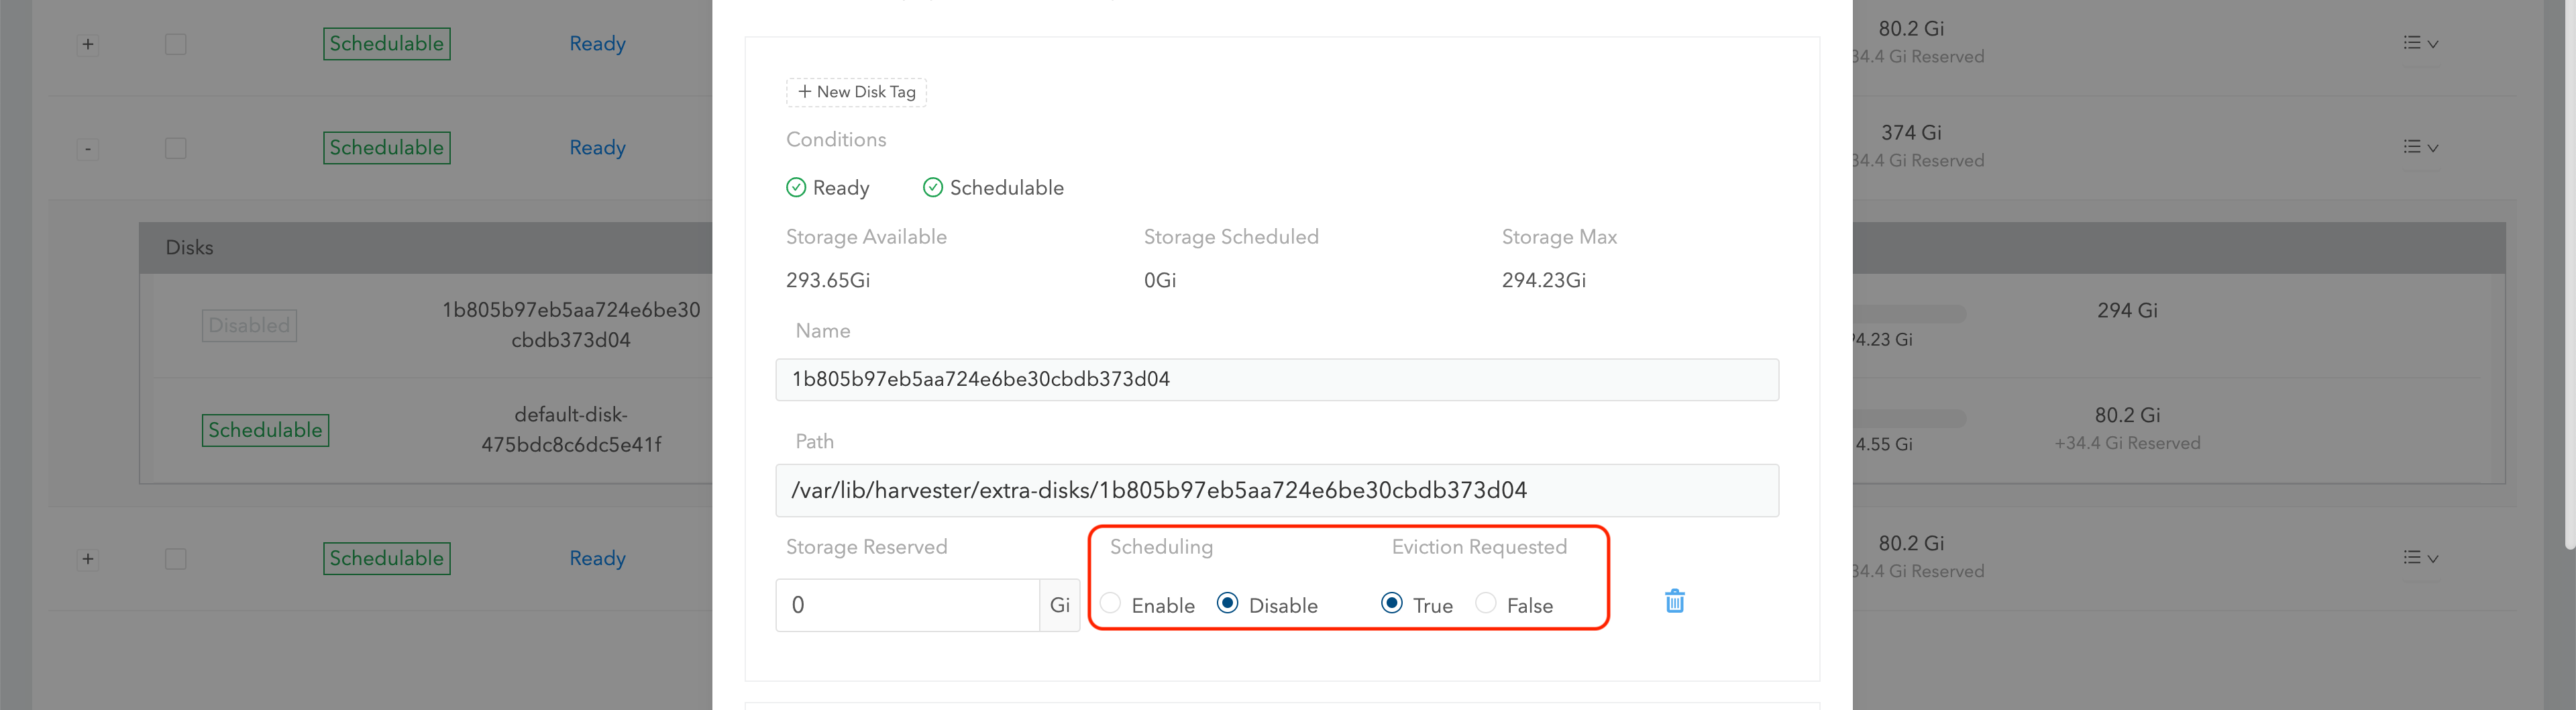 + Schedulable Ready
80.2 Gi
34.4 Gi Reserved
- Schedulable Ready
374 Gi
34.4 Gi Reserved
Disks
Disabled
1b805b97eb5aa724e6be30
cbdb373d04
294 Gi
4.23 Gi
Schedulable
default-disk-
475bdc8c6dc5e41f
80.2 Gi
4.55 Gi
+34.4 Gi Reserved
+ Schedulable Ready
80.2 Gi
34.4 Gi Reserved
+ New Disk Tag
Conditions
Ready Schedulable
Storage Available Storage Scheduled Storage Max
293.65Gi 0Gi 294.23Gi
Name
1b805b97eb5aa724e6be30cbdb373d04
Path
/var/lib/harvester/extra-disks/1b805b97eb5aa724e6be30cbdb373d04
Storage Reserved Scheduling Eviction Requested
0 Gi Enable Disable True False